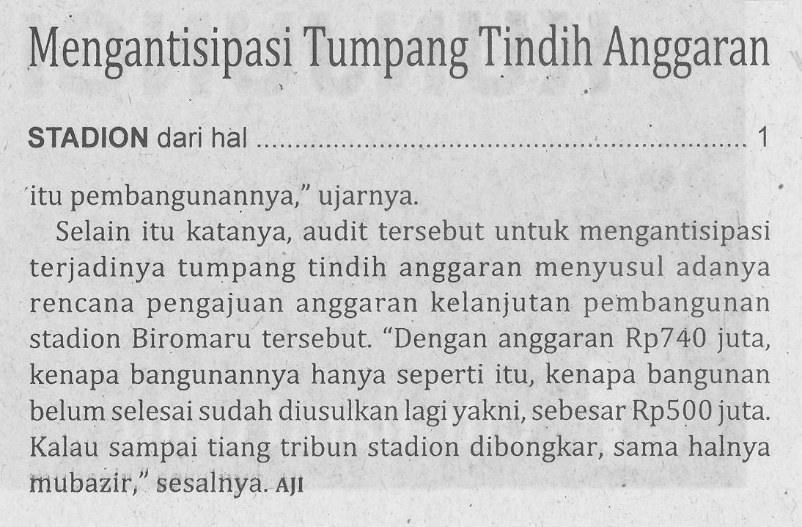 Mengantisipasi Tumpang Tindih Anggaran
STADION dari hal ................................................................ 1
itu pembangunannya,” ujarnya.
Selain itu katanya, audit tersebut untuk mengantisipasi
terjadinya tumpang tindih anggaran menyusul adanya
rencana pengajuan anggaran kelanjutan pembangunan
stadion Biromaru tersebut. “Dengan anggaran Rp740 juta,
kenapa bangunannya hanya seperti itu, kenapa bangunan
belum selesai sudah diusulkan lagi yakni, sebesar Rp500 juta.
Kalau sampai tiang tribun stadion dibongkar, sama halnya
mubazir,” sesalnya. AJI